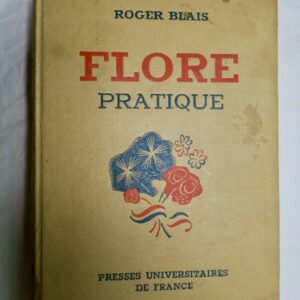 ROGER BLAIS
FLORE
PRATIQUE
PRESSES UNIVERSITAIRES
DE FRANCE